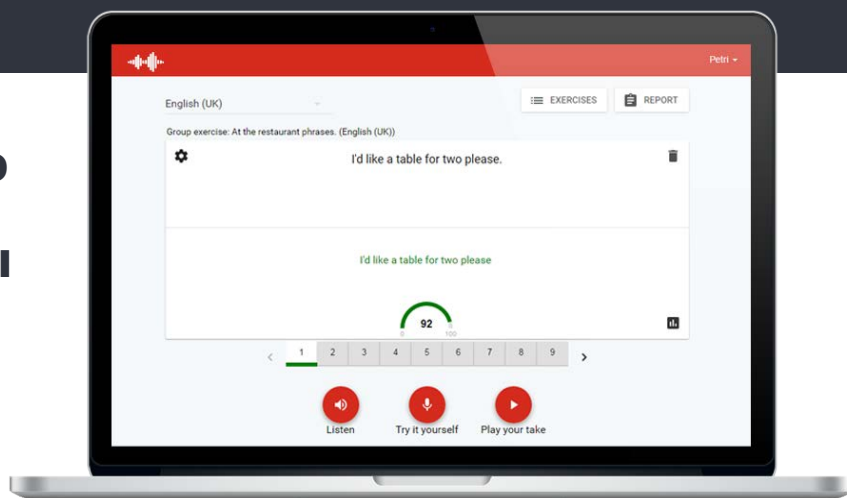 Petri
English (UK)
EXERCISES
REPORT
Group exercise: At the restaurant phrases. (English (UK))
I'd like a table for two please.
I'd like a table for two please
92
0
100
1 2 3 4 5 6 7 8 9
Listen
Try it yourself
Play your take